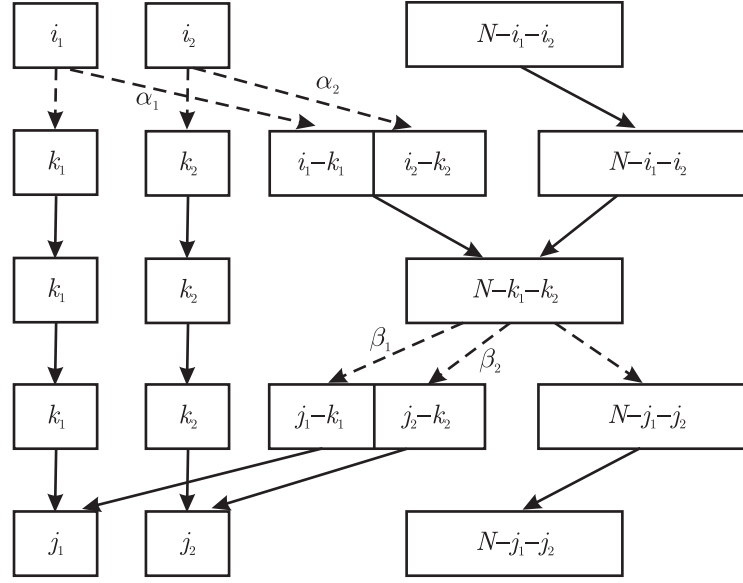 i₁ i₂ N–i₁–i₂
α₁ α₂
k₁ k₂ i₁–k₁ i₂–k₂ N–i₁–i₂
k₁ k₂ N–k₁–k₂
β₁ β₂
k₁ k₂ j₁–k₁ j₂–k₂ N–j₁–j₂
j₁ j₂ N–j₁–j₂